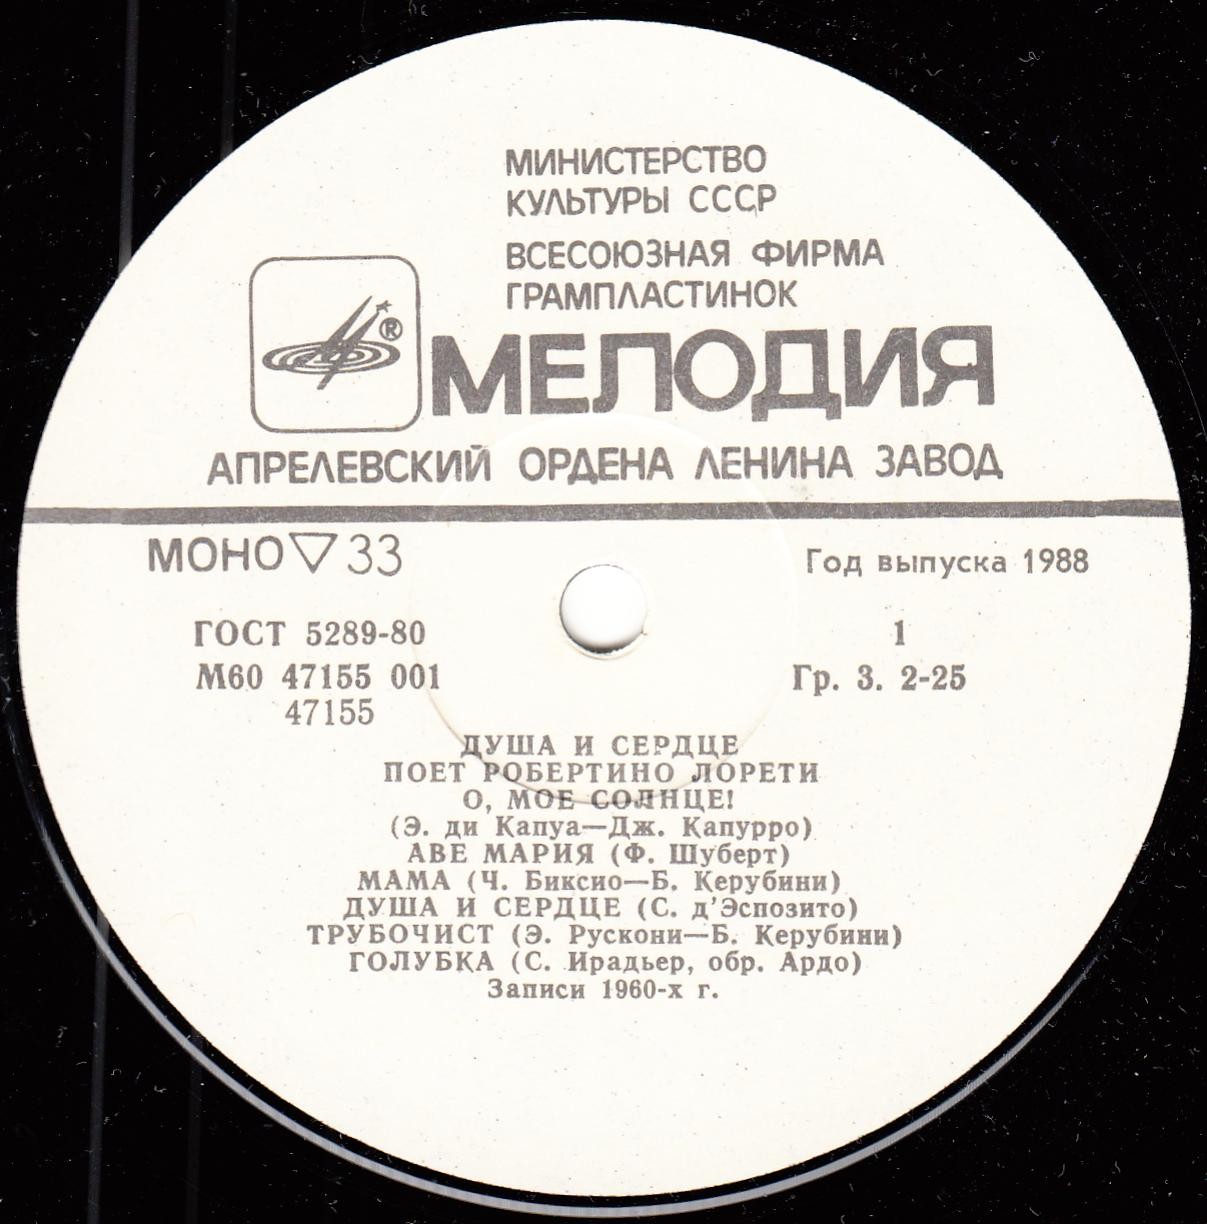 МИНИСТЕРСТВО
КУЛЬТУРЫ СССР
ВСЕСОЮЗНАЯ ФИРМА
ГРАМПЛАСТИНОК
®
МЕЛОДИЯ
АПРЕЛЕВСКИЙ ОРДЕНА ЛЕНИНА ЗАВОД
МОНО ▽ 33
Год выпуска 1988
ГОСТ 5289-80
1
М60 47155 001
Гр. 3. 2-25
47155
ДУША И СЕРДЦЕ
ПОЕТ РОБЕРТИНО ЛОРЕТИ
О, МОЕ СОЛНЦЕ!
(Э. ди Капуа—Дж. Капурро)
АВЕ МАРИЯ (Ф. Шуберт)
МАМА (Ч. Биксио—Б. Керубини)
ДУША И СЕРДЦЕ (С. д'Эспозито)
ТРУБОЧИСТ (Э. Рускони—Б. Керубини)
ГОЛУБКА (С. Ирадьер, обр. Ардо)
Записи 1960-х г.